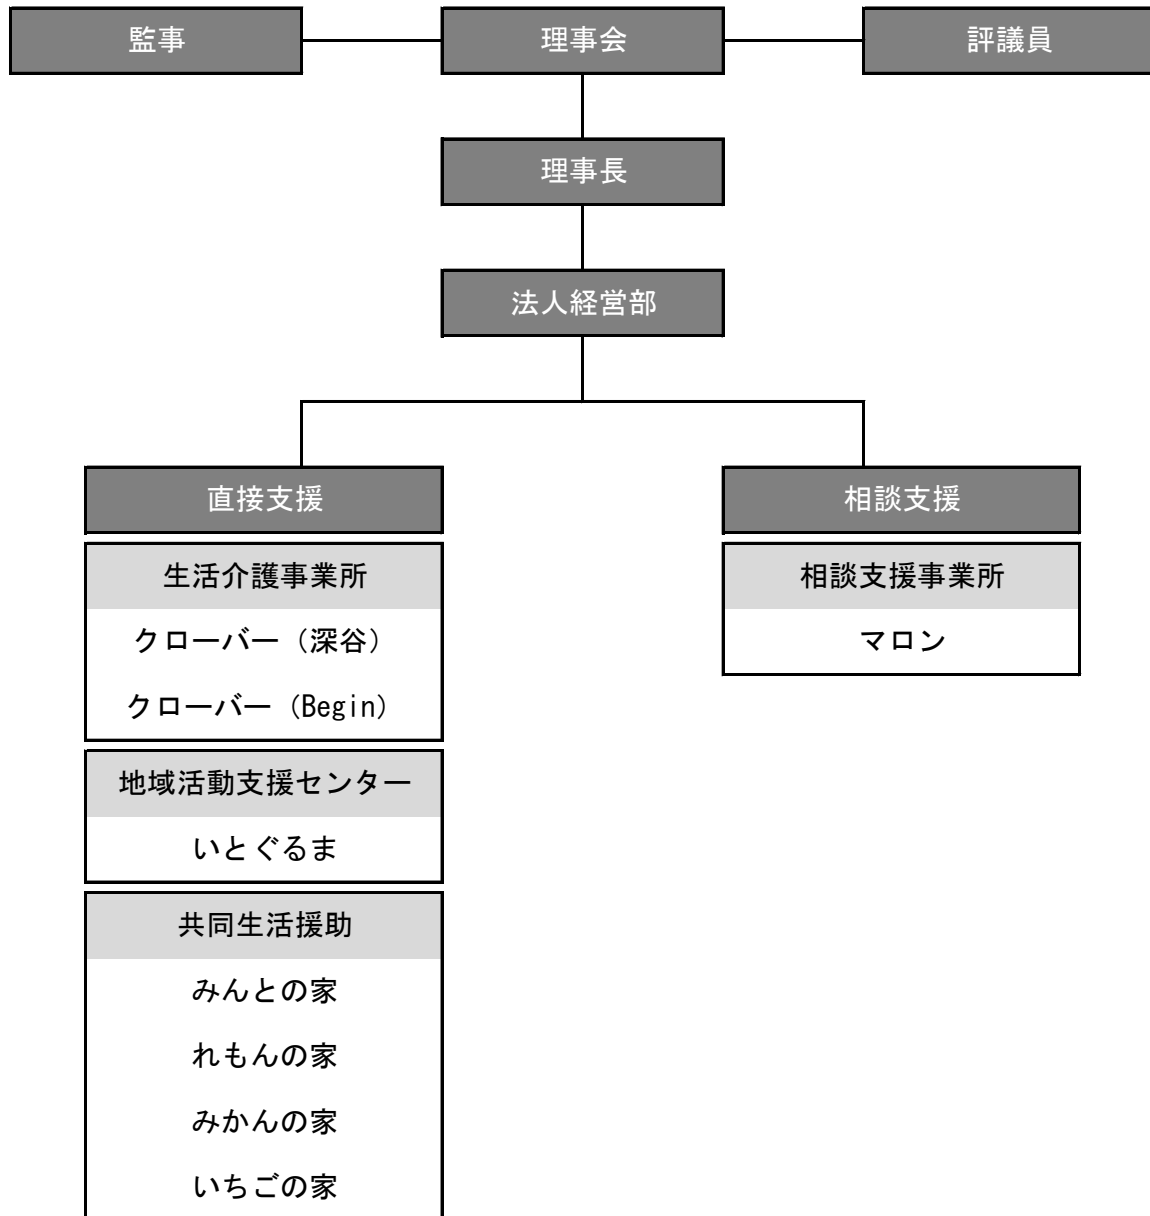 監事
理事会
評議員
理事長
法人経営部
直接支援
相談支援
生活介護事業所
クローバー（深谷）
クローバー（Begin）
地域活動支援センター
いとぐるま
共同生活援助
みんとの家
れもんの家
みかんの家
いちごの家
相談支援事業所
マロン